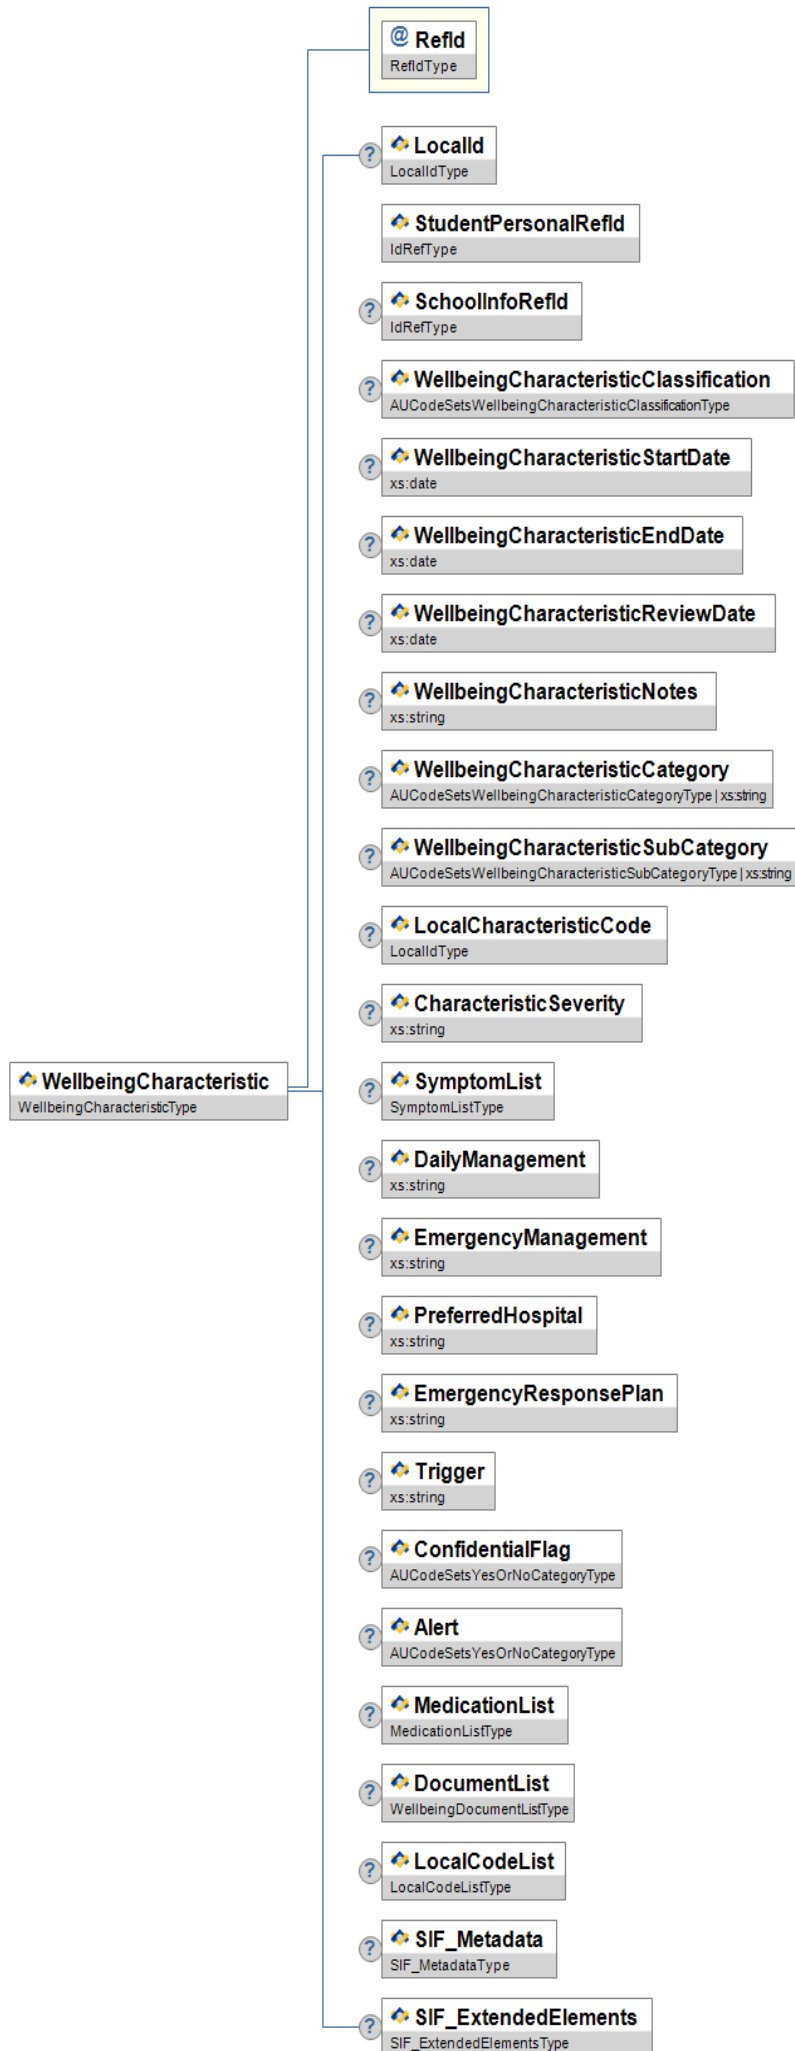 @ RefId
RefIdType
? LocalId
LocalIdType
StudentPersonalRefId
IdRefType
? SchoolInfoRefId
IdRefType
? WellbeingCharacteristicClassification
AUCodeSetsWellbeingCharacteristicClassificationType
? WellbeingCharacteristicStartDate
xs:date
? WellbeingCharacteristicEndDate
xs:date
? WellbeingCharacteristicReviewDate
xs:date
? WellbeingCharacteristicNotes
xs:string
? WellbeingCharacteristicCategory
AUCodeSetsWellbeingCharacteristicCategoryType | xs:string
? WellbeingCharacteristicSubCategory
AUCodeSetsWellbeingCharacteristicSubCategoryType | xs:string
? LocalCharacteristicCode
LocalIdType
? CharacteristicSeverity
xs:string
WellbeingCharacteristic
WellbeingCharacteristicType
? SymptomList
SymptomListType
? DailyManagement
xs:string
? EmergencyManagement
xs:string
? PreferredHospital
xs:string
? EmergencyResponsePlan
xs:string
? Trigger
xs:string
? ConfidentialFlag
AUCodeSetsYesOrNoCategoryType
? Alert
AUCodeSetsYesOrNoCategoryType
? MedicationList
MedicationListType
? DocumentList
WellbeingDocumentListType
? LocalCodeList
LocalCodeListType
? SIF_Metadata
SIF_MetadataType
? SIF_ExtendedElements
SIF_ExtendedElementsType